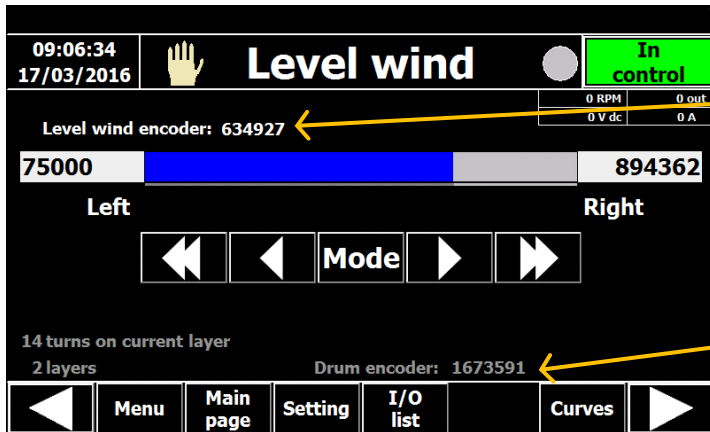 09:06:34
17/03/2016
Level wind
In
control
0 RPM
0 out
0 V dc
0 A
Level wind encoder: 634927
75000
894362
Left
Right
Mode
14 turns on current layer
2 layers
Drum encoder: 1673591
Menu
Main
page
Setting
I/O
list
Curves